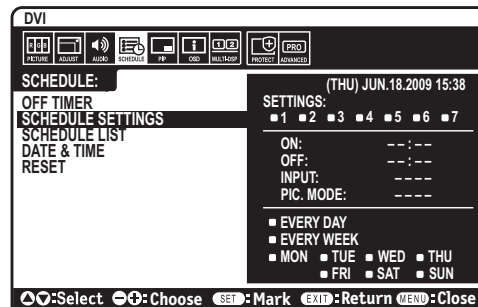 DVI
RGB
PICTURE ADJUST AUDIO SCHEDULE PIP OSD MULTI-DSP PROTECT ADVANCED
1 2
PRO
SCHEDULE:
OFF TIMER
SCHEDULE SETTINGS
SCHEDULE LIST
DATE & TIME
RESET
(THU) JUN.18.2009 15:38
SETTINGS:
1 2 3 4 5 6 7
ON: --:--
OFF: --:--
INPUT: ----
PIC. MODE: ----
EVERY DAY
EVERY WEEK
MON TUE WED THU
FRI SAT SUN
:Select :Choose SET:Mark EXIT:Return MENU:Close